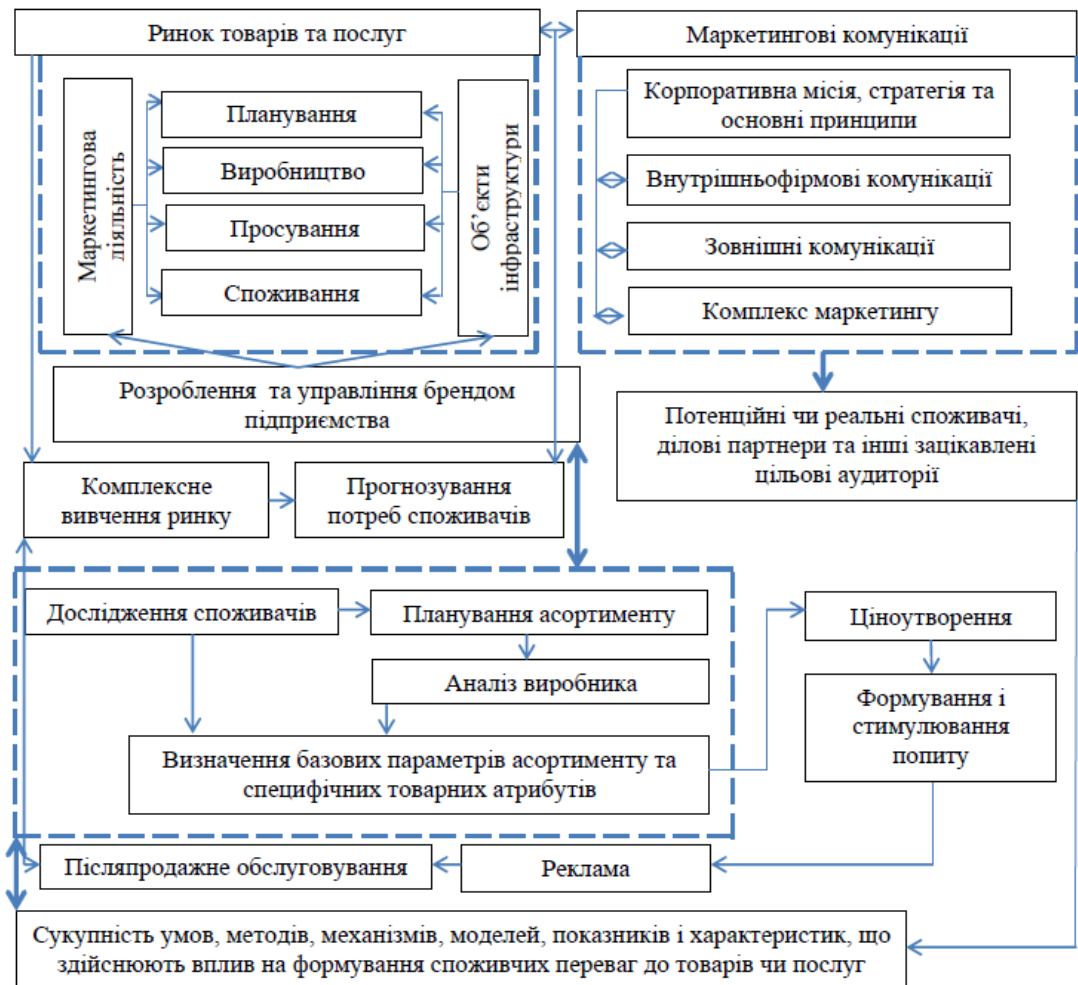 Ринок товарів та послуг
Маркетингові комунікації
Маркетингова
діяльність
Планування
Виробництво
Просування
Споживання
Об’єкти
інфраструктури
Корпоративна місія, стратегія та
основні принципи
Внутрішньофірмові комунікації
Зовнішні комунікації
Комплекс маркетингу
Розроблення та управління брендом
підприємства
Потенційні чи реальні споживачі,
ділові партнери та інші зацікавлені
цільові аудиторії
Комплексне
вивчення ринку
Прогнозування
потреб споживачів
Дослідження споживачів
Планування асортименту
Ціноутворення
Аналіз виробника
Формування і
стимулювання
попиту
Визначення базових параметрів асортименту та
специфічних товарних атрибутів
Післяпродажне обслуговування
Реклама
Сукупність умов, методів, механізмів, моделей, показників і характеристик, що
здійснюють вплив на формування споживчих переваг до товарів чи послуг